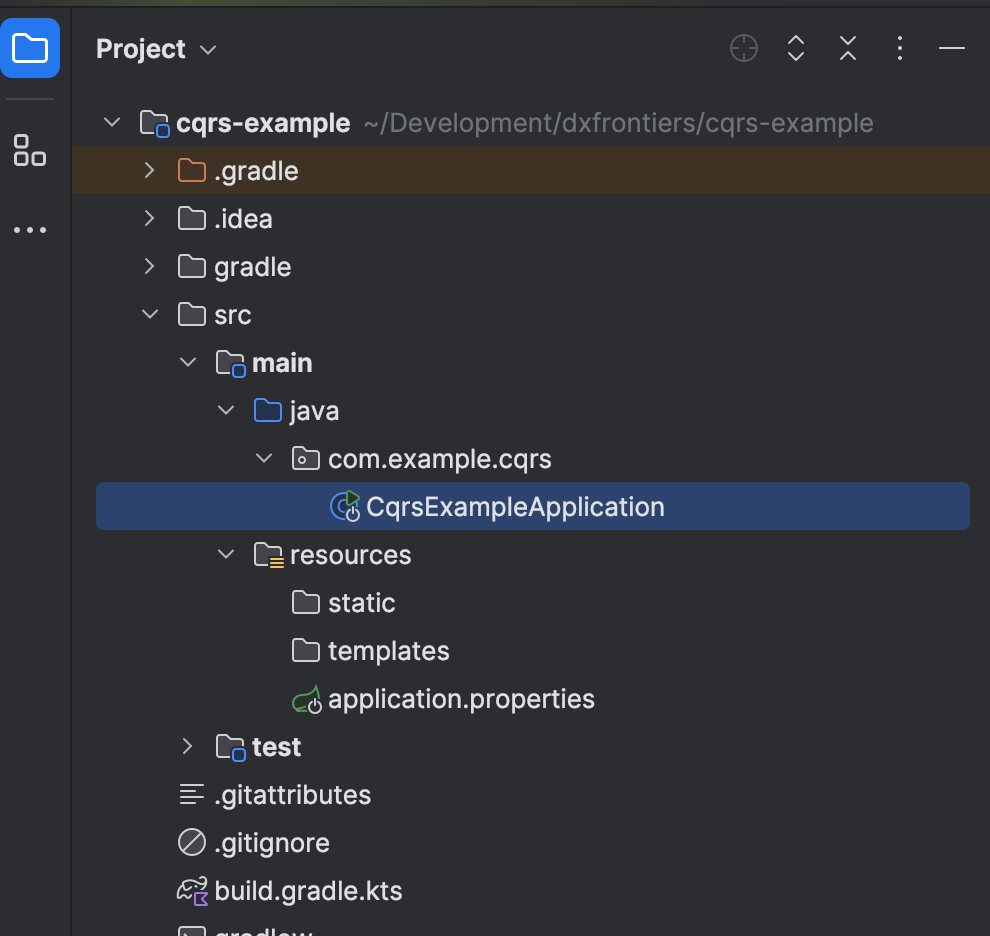 Project
cqrs-example ~/Development/dxfrontiers/cqrs-example
.gradle
.idea
gradle
src
main
java
com.example.cqrs
CqrsExampleApplication
resources
static
templates
application.properties
test
.gitattributes
.gitignore
build.gradle.kts
gradlew